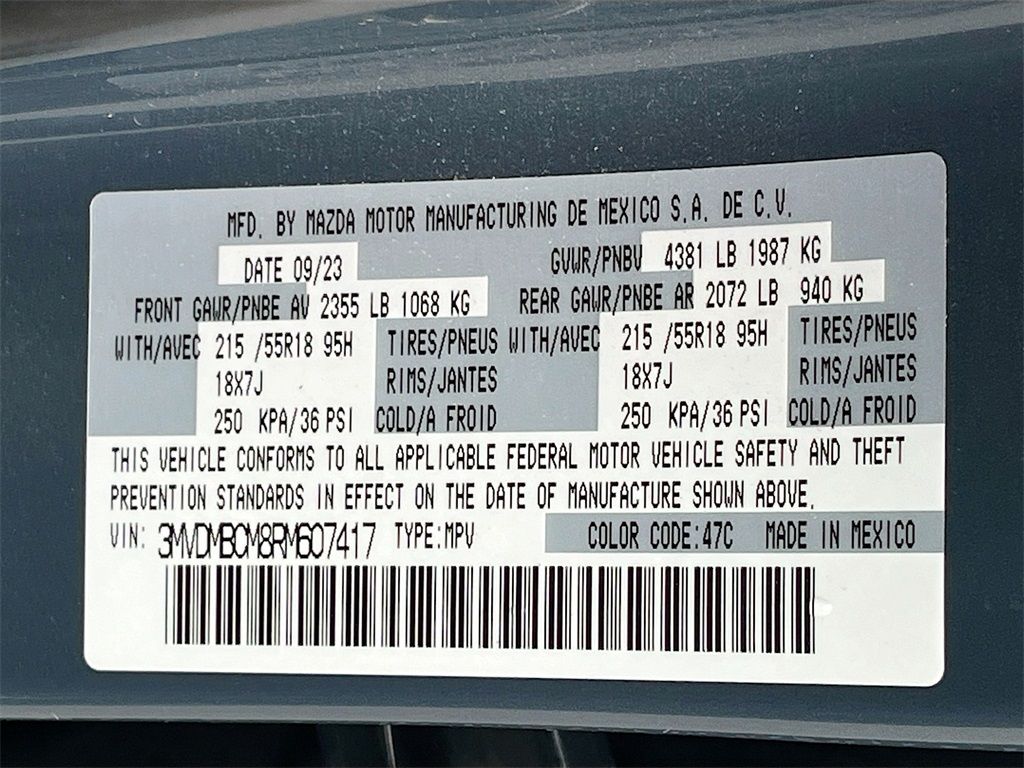 MFD. BY MAZDA MOTOR MANUFACTURING DE MEXICO S.A. DE C.V.
DATE 09/23 GVWR/PNBV 4381 LB 1987 KG
FRONT GAWR/PNBE AV 2355 LB 1068 KG REAR GAWR/PNBE AR 2072 LB 940 KG
WITH/AVEC 215 /55R18 95H TIRES/PNEUS WITH/AVEC 215 /55R18 95H TIRES/PNEUS
18X7J RIMS/JANTES 18X7J RIMS/JANTES
250 KPA/36 PSI COLD/A FROID 250 KPA/36 PSI COLD/A FROID
THIS VEHICLE CONFORMS TO ALL APPLICABLE FEDERAL MOTOR VEHICLE SAFETY AND THEFT
PREVENTION STANDARDS IN EFFECT ON THE DATE OF MANUFACTURE SHOWN ABOVE.
VIN: 3MVDMBCM8RM607417 TYPE:MPV COLOR CODE:47C MADE IN MEXICO